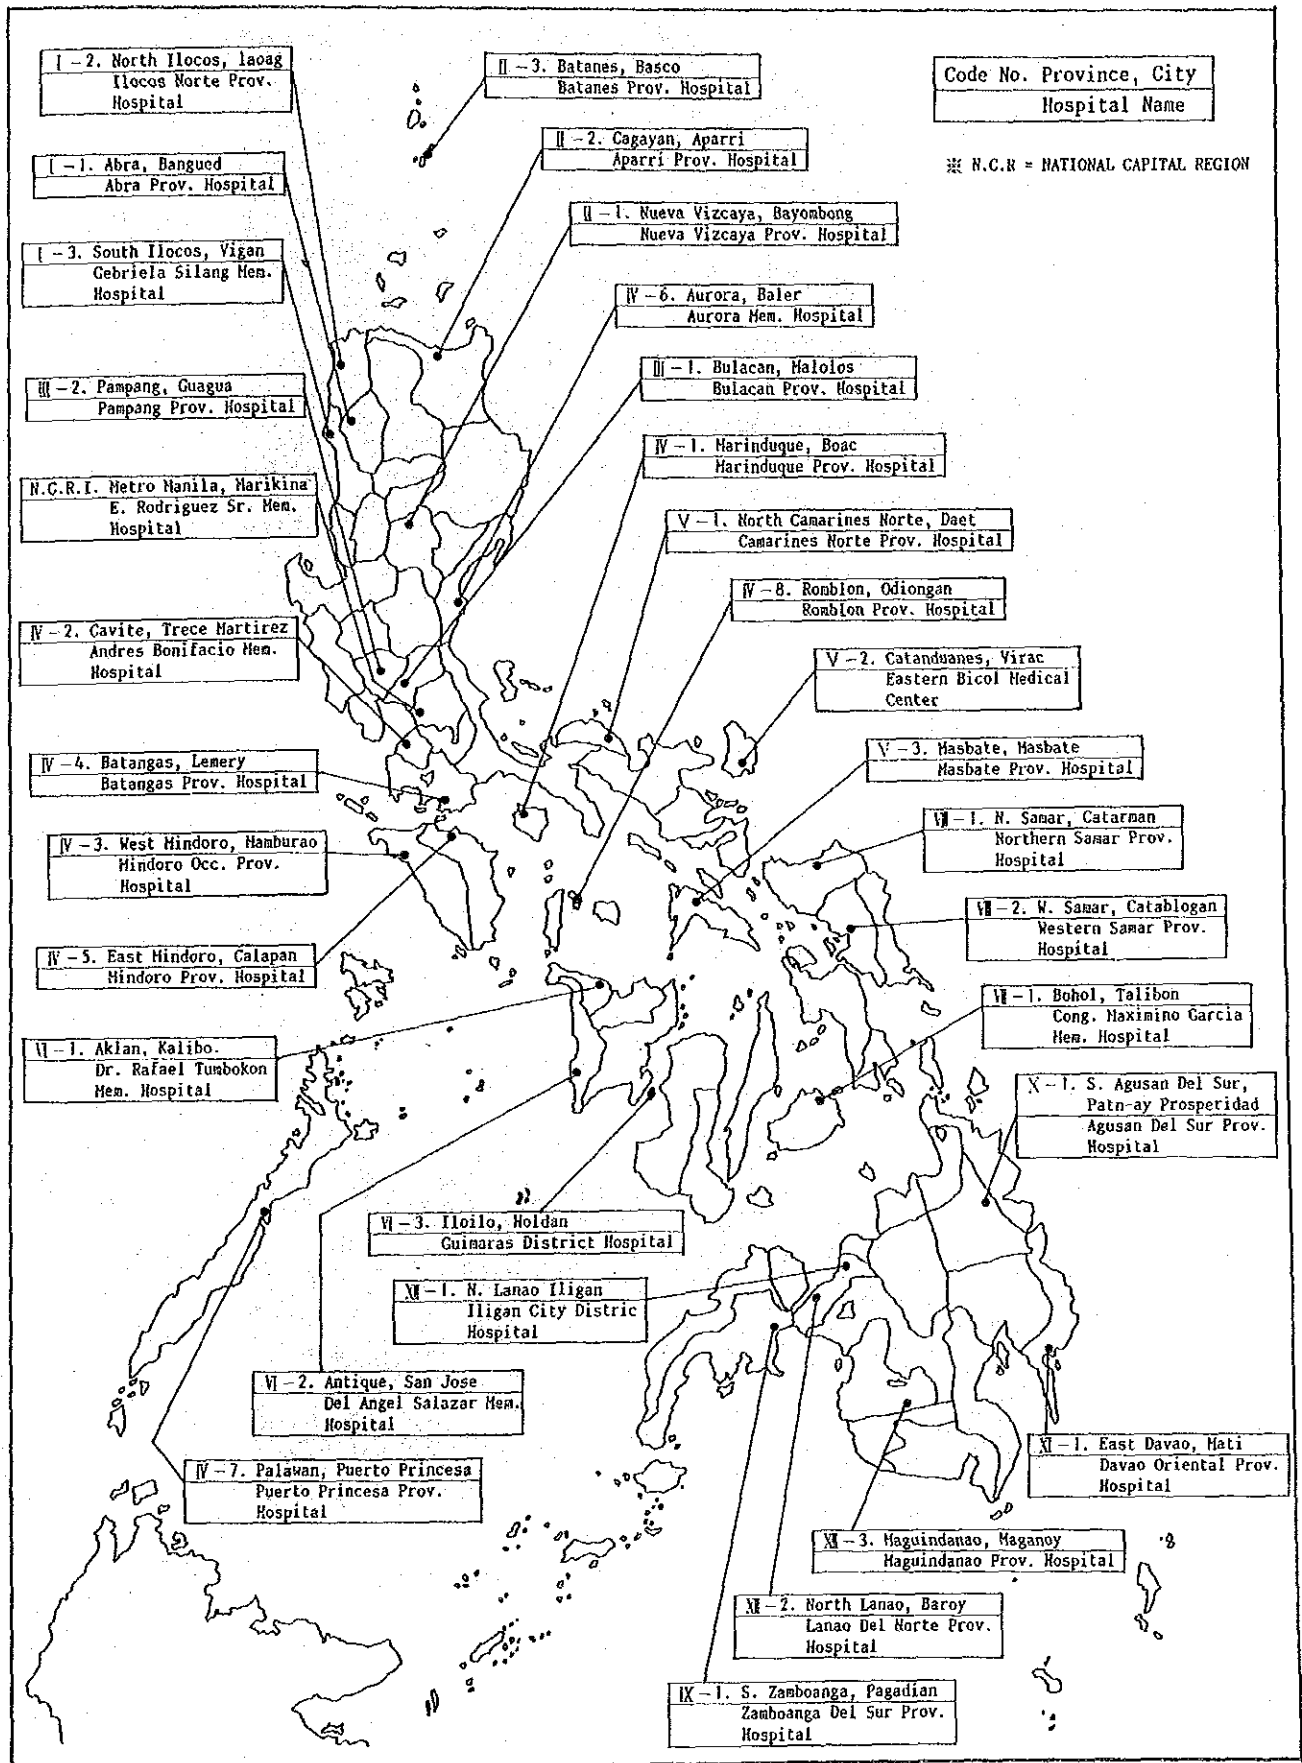 I-2. North Ilocos, laoag
Ilocos Norte Prov.
Hospital
II-3. Batanes, Basco
Batanes Prov. Hospital
Code No. Province, City
Hospital Name
※ N.C.R = NATIONAL CAPITAL REGION
II-2. Cagayan, Aparri
Aparri Prov. Hospital
I-1. Abra, Bangued
Abra Prov. Hospital
II-1. Nueva Vizcaya, Bayombong
Nueva Vizcaya Prov. Hospital
I-3. South Ilocos, Vigan
Gebriela Silang Mem.
Hospital
IV-6. Aurora, Baler
Aurora Mem. Hospital
III-1. Bulacan, Malolos
Bulacan Prov. Hospital
III-2. Pampang, Guagua
Pampang Prov. Hospital
IV-1. Marinduque, Boac
Marinduque Prov. Hospital
N.C.R.I. Metro Manila, Marikina
E. Rodriguez Sr. Mem.
Hospital
V-1. North Camarines Norte, Daet
Camarines Norte Prov. Hospital
IV-8. Romblon, Odiongan
Romblon Prov. Hospital
IV-2. Cavite, Trece Martirez
Andres Bonifacio Mem.
Hospital
V-2. Catanduanes, Virac
Eastern Bicol Medical
Center
V-3. Masbate, Masbate
Masbate Prov. Hospital
IV-4. Batangas, Lemery
Batangas Prov. Hospital
VIII-1. N. Samar, Catarman
Northern Samar Prov.
Hospital
IV-3. West Mindoro, Mamburao
Mindoro Occ. Prov.
Hospital
VIII-2. W. Samar, Catablogan
Western Samar Prov.
Hospital
IV-5. East Mindoro, Calapan
Mindoro Prov. Hospital
VII-1. Bohol, Talibon
Cong. Maximino Garcia
Mem. Hospital
VI-1. Aklan, Kalibo.
Dr. Rafael Tumbokon
Mem. Hospital
X-1. S. Agusan Del Sur,
Patn-ay Prosperidad
Agusan Del Sur Prov.
Hospital
VI-3. Iloilo, Holdan
Guimaras District Hospital
XII-1. N. Lanao Iligan
Iligan City Distric
Hospital
VI-2. Antique, San Jose
Del Angel Salazar Mem.
Hospital
XI-1. East Davao, Mati
Davao Oriental Prov.
Hospital
IV-7. Palawan, Puerto Princesa
Puerto Princesa Prov.
Hospital
XII-3. Maguindanao, Maganoy
Maguindanao Prov. Hospital
XII-2. North Lanao, Baroy
Lanao Del Norte Prov.
Hospital
IX-1. S. Zamboanga, Pagadian
Zamboanga Del Sur Prov.
Hospital